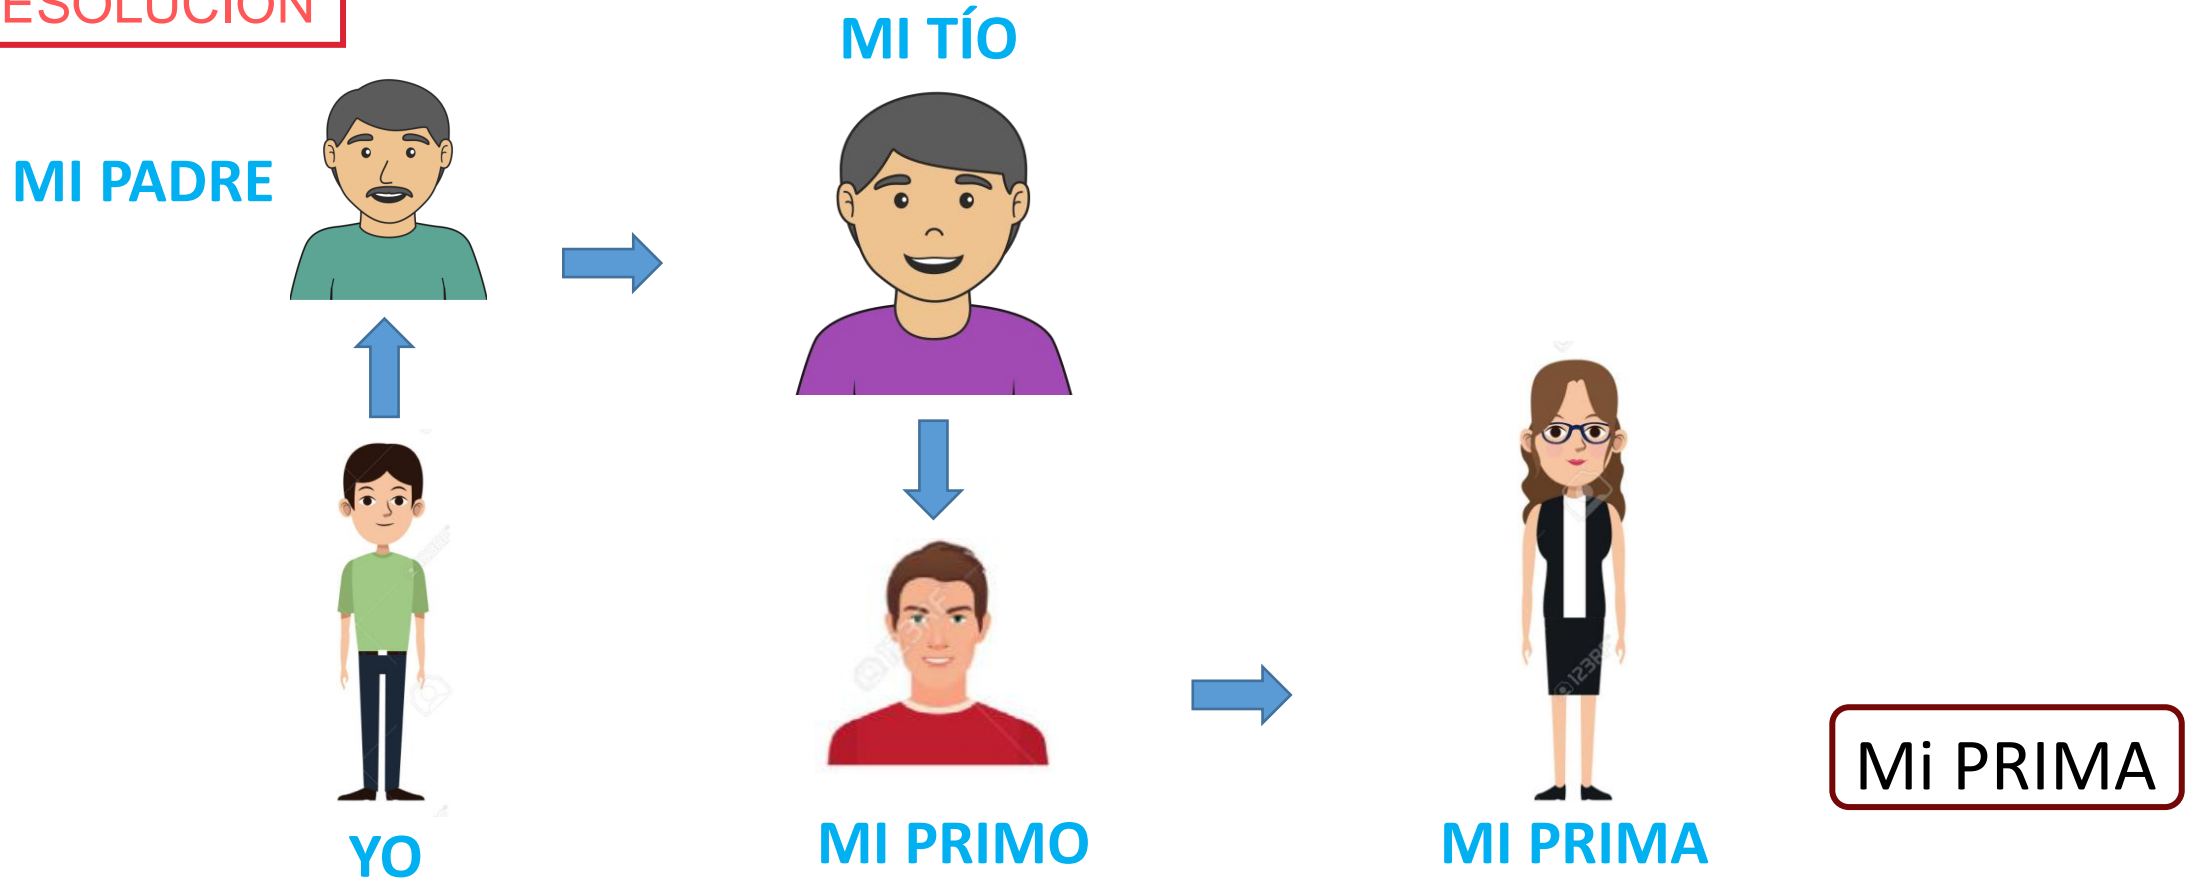 ESOLUCIÓN
MI TÍO
MI PADRE
YO
MI PRIMO
MI PRIMA
Mi PRIMA